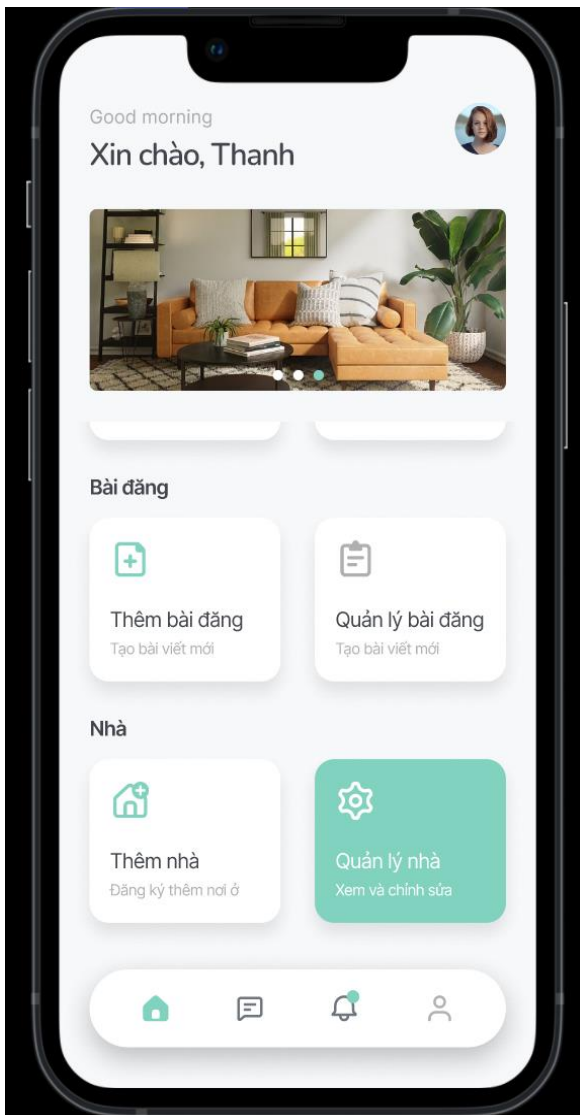 Good morning
Xin chào, Thanh
Bài đăng
Thêm bài đăng
Tạo bài viết mới
Quản lý bài đăng
Tạo bài viết mới
Nhà
Thêm nhà
Đăng ký thêm nơi ở
Quản lý nhà
Xem và chỉnh sửa